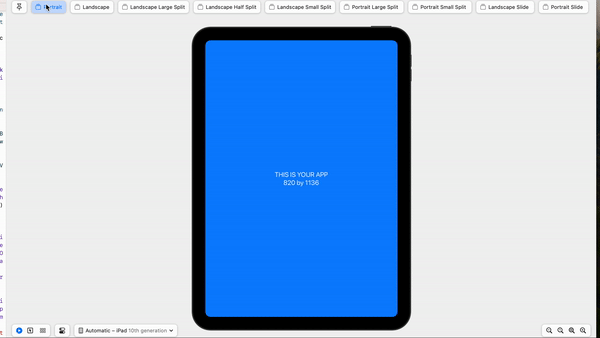 Portrait
Landscape
Landscape Large Split
Landscape Half Split
Landscape Small Split
Portrait Large Split
Portrait Small Split
Landscape Slide
Portrait Slide
THIS IS YOUR APP
820 by 1136
Automatic – iPad 10th generation